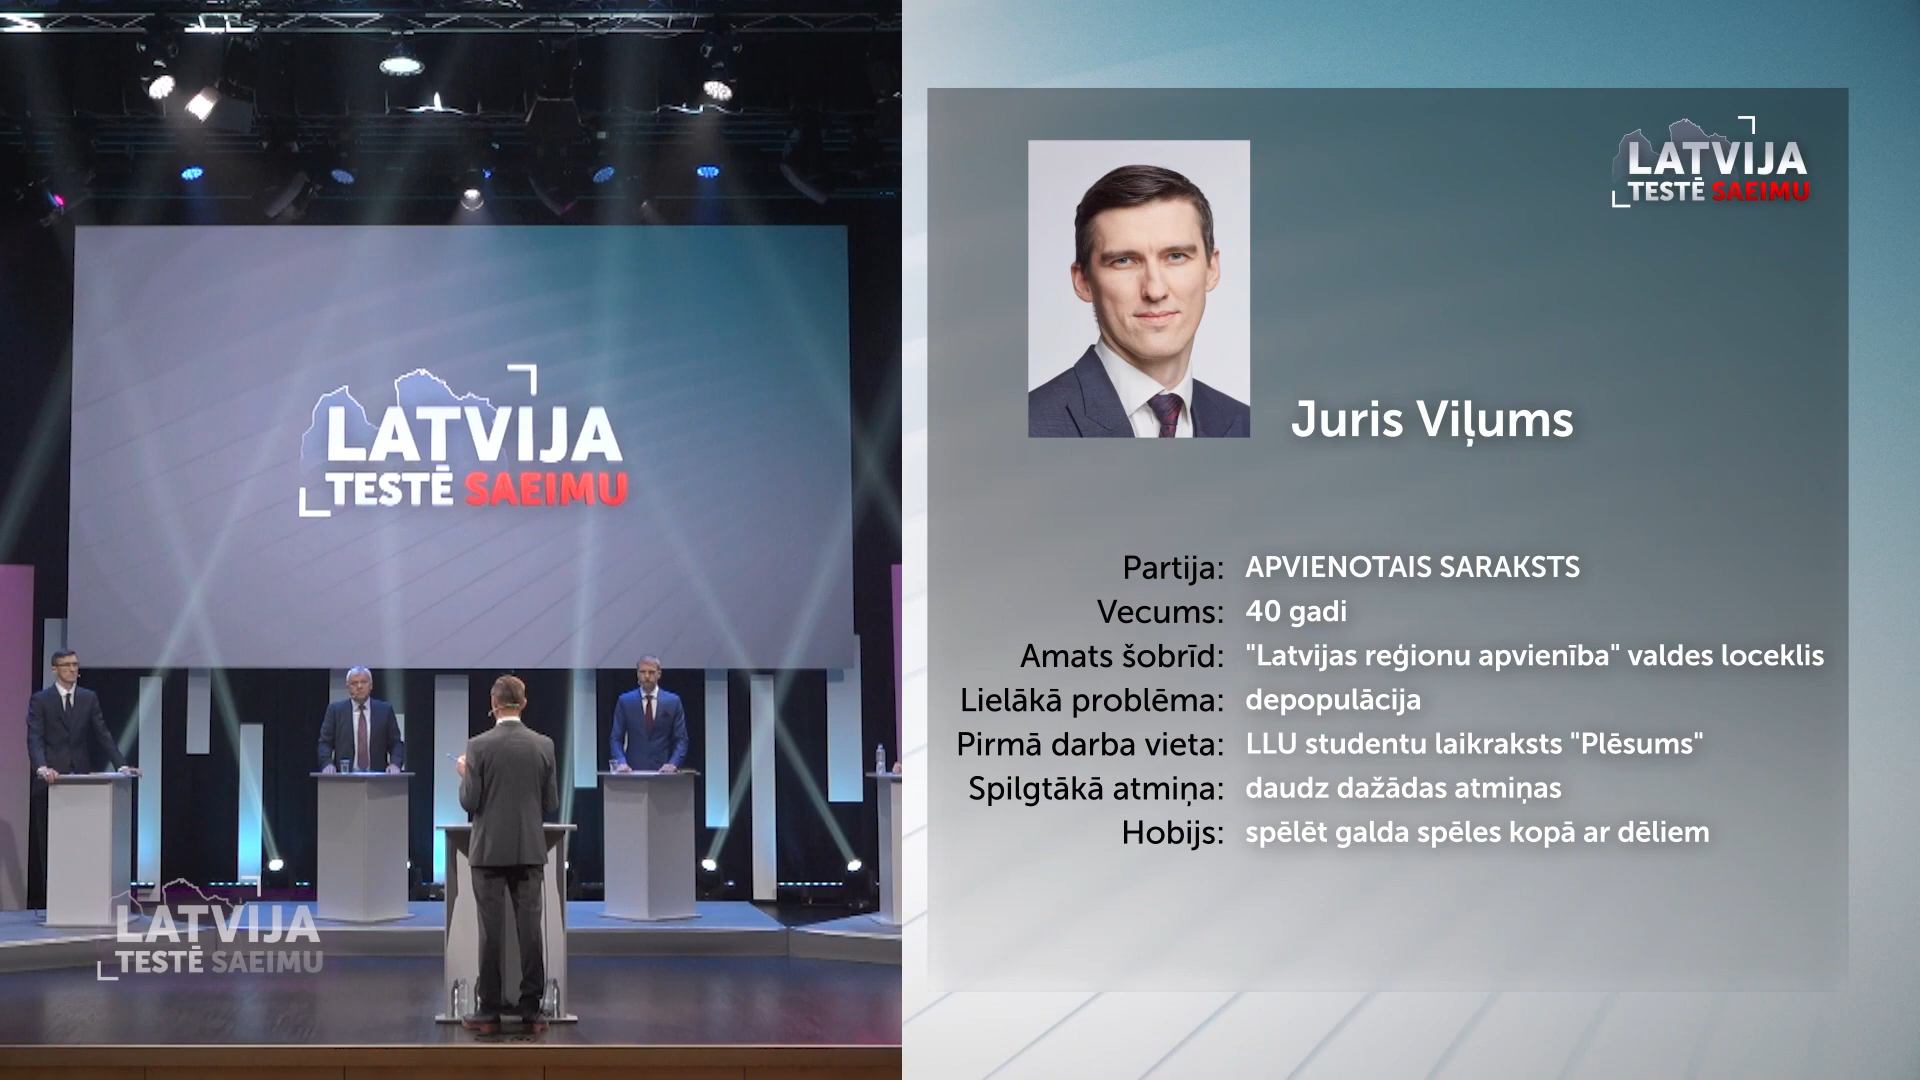 LATVIJA
TESTĒ SAEIMU
LATVIJA
TESTĒ SAEIMU
LATVIJA
TESTĒ SAEIMU
Juris Viļums
Partija: APVIENOTAIS SARAKSTS
Vecums: 40 gadi
Amats šobrīd: "Latvijas reģionu apvienība" valdes loceklis
Lielākā problēma: depopulācija
Pirmā darba vieta: LLU studentu laikraksts "Plēsums"
Spilgtākā atmiņa: daudz dažādas atmiņas
Hobijs: spēlēt galda spēles kopā ar dēliem